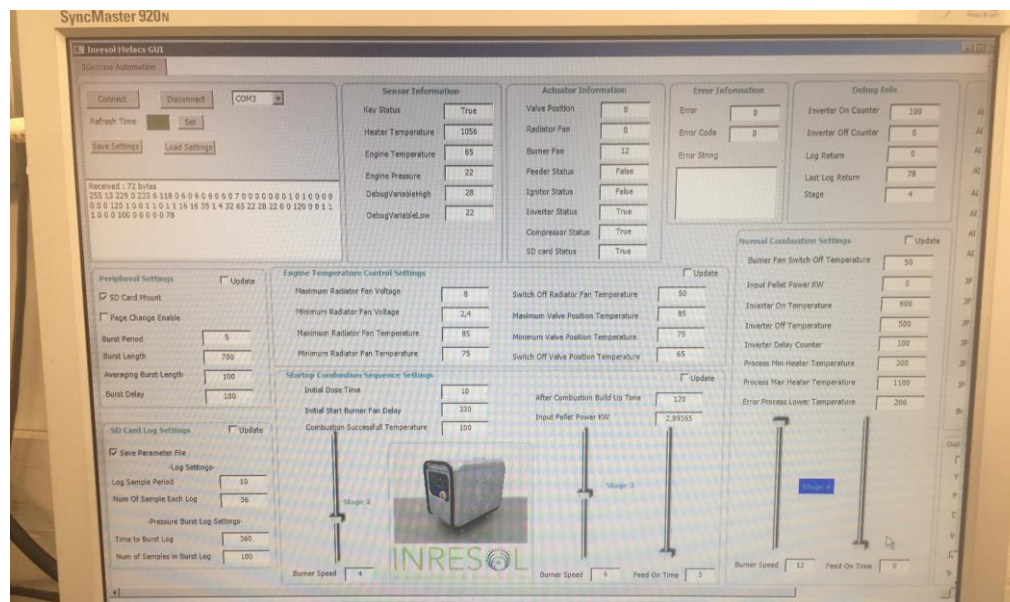 SyncMaster 920N
Inresol Melacs GUI
Automation
Connect Disconnect COM3
Refresh Time Set
Save Settings Load Settings
Received : 72 bytes
Sensor Information
Key Status True
Heater Temperature 1056
Engine Temperature 65
Engine Pressure 22
DebugVariableHigh 28
DebugVariableLow 22
Actuator Information
Valve Position 0
Radiator Fan 0
Burner Fan 12
Feeder Status False
Ignitor Status False
Inverter Status True
Compressor Status True
SD card Status True
Error Information
Error 0
Error Code 0
Error String
Debug Info
Inverter On Counter 100
Inverter Off Counter 0
Log Return 0
Last Log Return 78
Stage 4
Peripheral Settings Update
SD Card Mount
Page Change Enable
Burst Period 5
Burst Length 700
Averaging Burst Length 100
Burst Delay 100
Engine Temperature Control Settings Update
Maximum Radiator Fan Voltage 8
Minimum Radiator Fan Voltage 2,4
Maximum Radiator Fan Temperature 85
Minimum Radiator Fan Temperature 75
Switch Off Radiator Fan Temperature 50
Maximum Valve Position Temperature 85
Minimum Valve Position Temperature 75
Switch Off Valve Position Temperature 65
Normal Combustion Settings Update
Burner Fan Switch Off Temperature 50
Input Pellet Power KW 0
Inverter On Temperature 600
Inverter Off Temperature 500
Inverter Delay Counter 100
Process Min Heater Temperature 300
Process Max Heater Temperature 1100
Error Process Lower Temperature 200
Startup Combustion Sequence Settings Update
Initial Dose Time 10
Initial Start Burner Fan Delay 330
Combustion Successfull Temperature 100
After Combustion Build Up Time 120
Input Pellet Power KW 2,89365
SD Card Log Settings Update
Save Parameter File
-Log Settings-
Log Sample Period 10
Num Of Sample Each Log 36
-Pressure Burst Log Settings-
Time to Burst Log 360
Num of Samples in Burst Log 100
Stage 2
Stage 3
Stage 4
INRESOL
Burner Speed 4
Burner Speed 6 Feed On Time 5
Burner Speed 12 Feed On Time 0